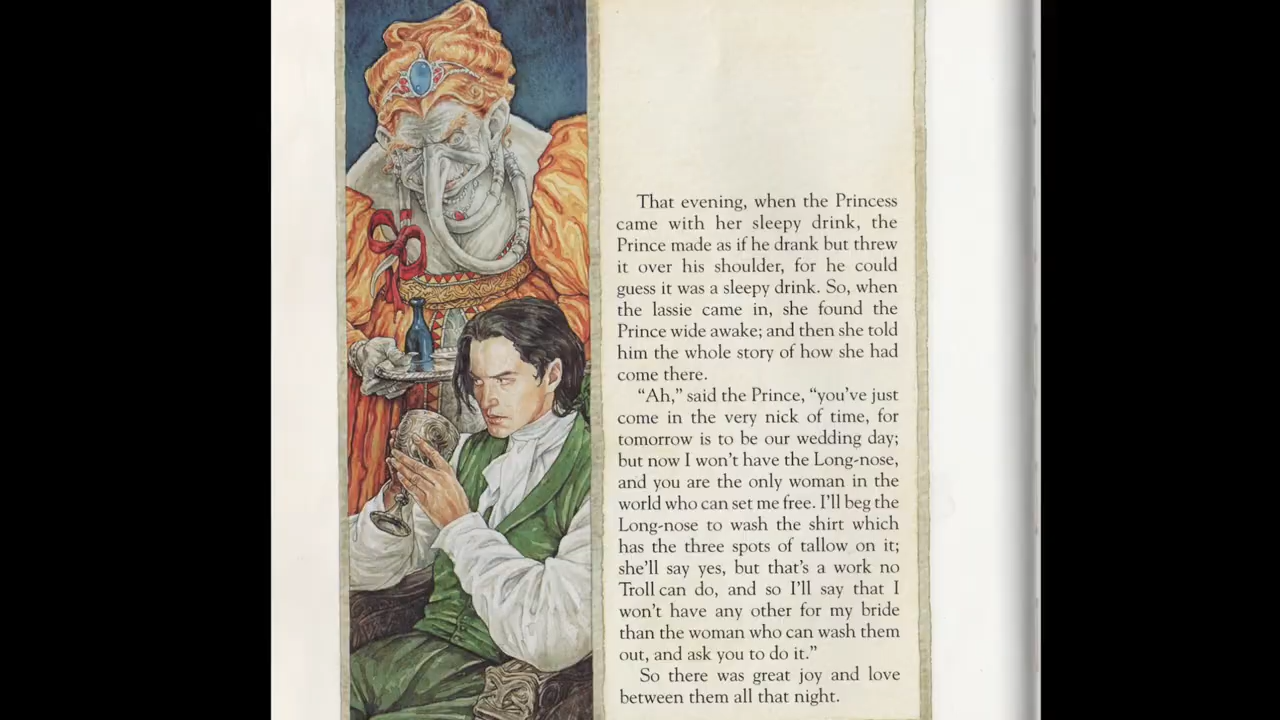 That evening, when the Princess
came with her sleepy drink, the
Prince made as if he drank but threw
it over his shoulder, for he could
guess it was a sleepy drink. So, when
the lassie came in, she found the
Prince wide awake; and then she told
him the whole story of how she had
come there.
“Ah,” said the Prince, “you’ve just
come in the very nick of time, for
tomorrow is to be our wedding day;
but now I won’t have the Long-nose,
and you are the only woman in the
world who can set me free. I’ll beg the
Long-nose to wash the shirt which
has the three spots of tallow on it;
she’ll say yes, but that’s a work no
Troll can do, and so I’ll say that I
won’t have any other for my bride
than the woman who can wash them
out, and ask you to do it.”
So there was great joy and love
between them all that night.